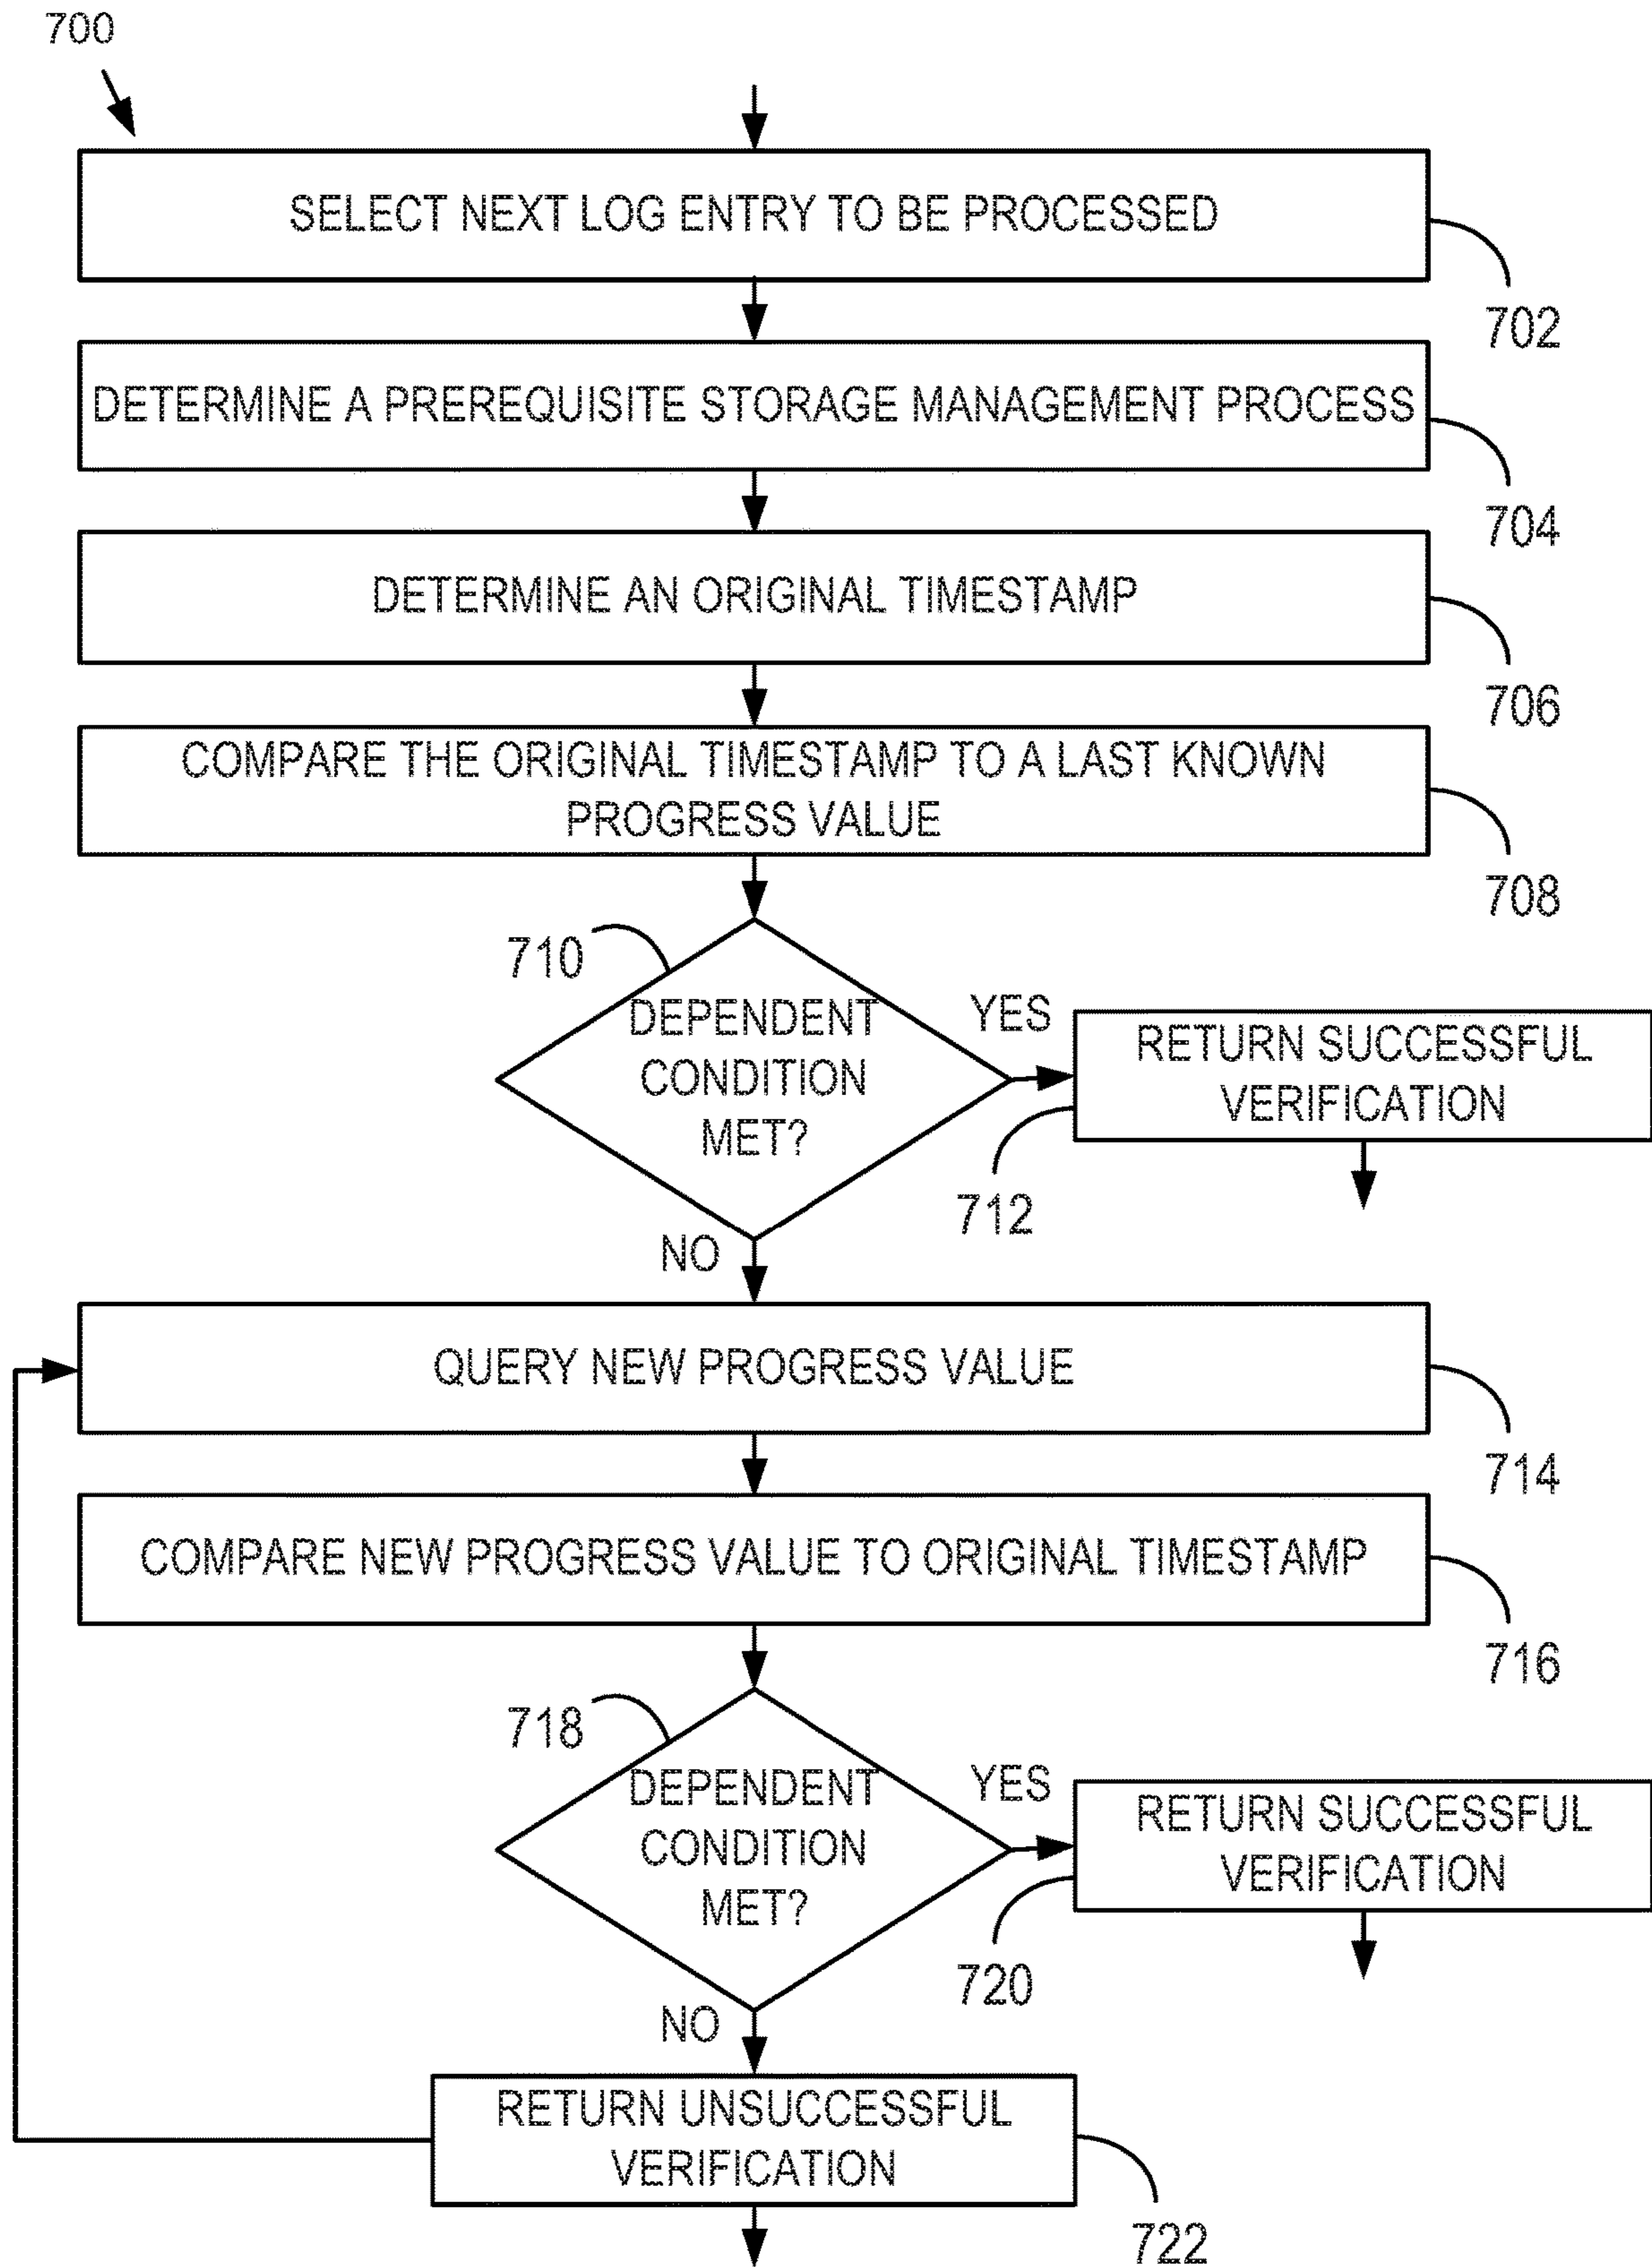 700
SELECT NEXT LOG ENTRY TO BE PROCESSED
702
DETERMINE A PREREQUISITE STORAGE MANAGEMENT PROCESS
704
DETERMINE AN ORIGINAL TIMESTAMP
706
COMPARE THE ORIGINAL TIMESTAMP TO A LAST KNOWN
PROGRESS VALUE
708
710
DEPENDENT
CONDITION
MET?
YES
RETURN SUCCESSFUL
VERIFICATION
712
NO
QUERY NEW PROGRESS VALUE
714
COMPARE NEW PROGRESS VALUE TO ORIGINAL TIMESTAMP
716
718
DEPENDENT
CONDITION
MET?
YES
RETURN SUCCESSFUL
VERIFICATION
720
NO
RETURN UNSUCCESSFUL
VERIFICATION
722